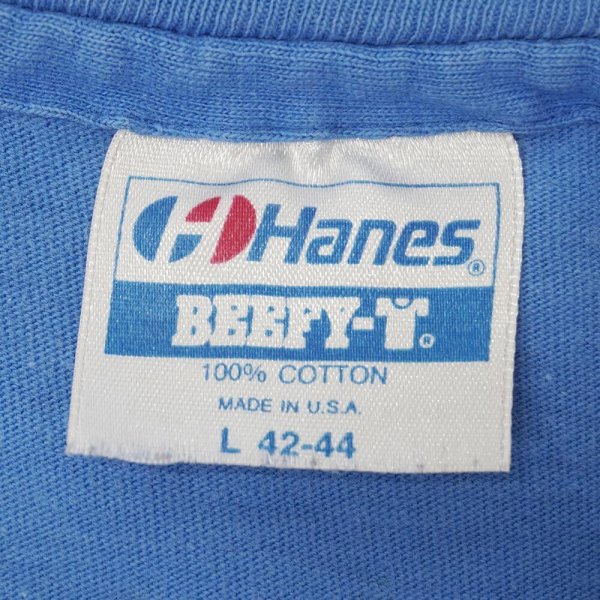 Hanes®
BEEFY-T®
100% COTTON
MADE IN U.S.A.
L 42-44